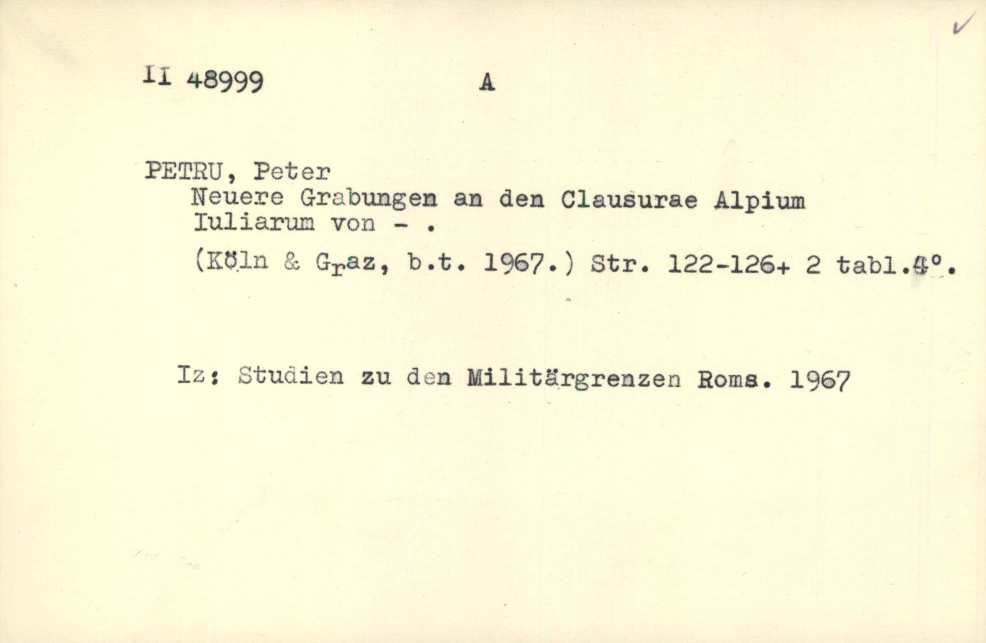 II 48999 A
PETRU, Peter
Neuere Grabungen an den Clausurae Alpium
Iuliarum von - .
(Köln & Graz, b.t. 1967.) Str. 122-126+ 2 tabl.4°.
Iz: Studien zu den Militärgrenzen Roms. 1967